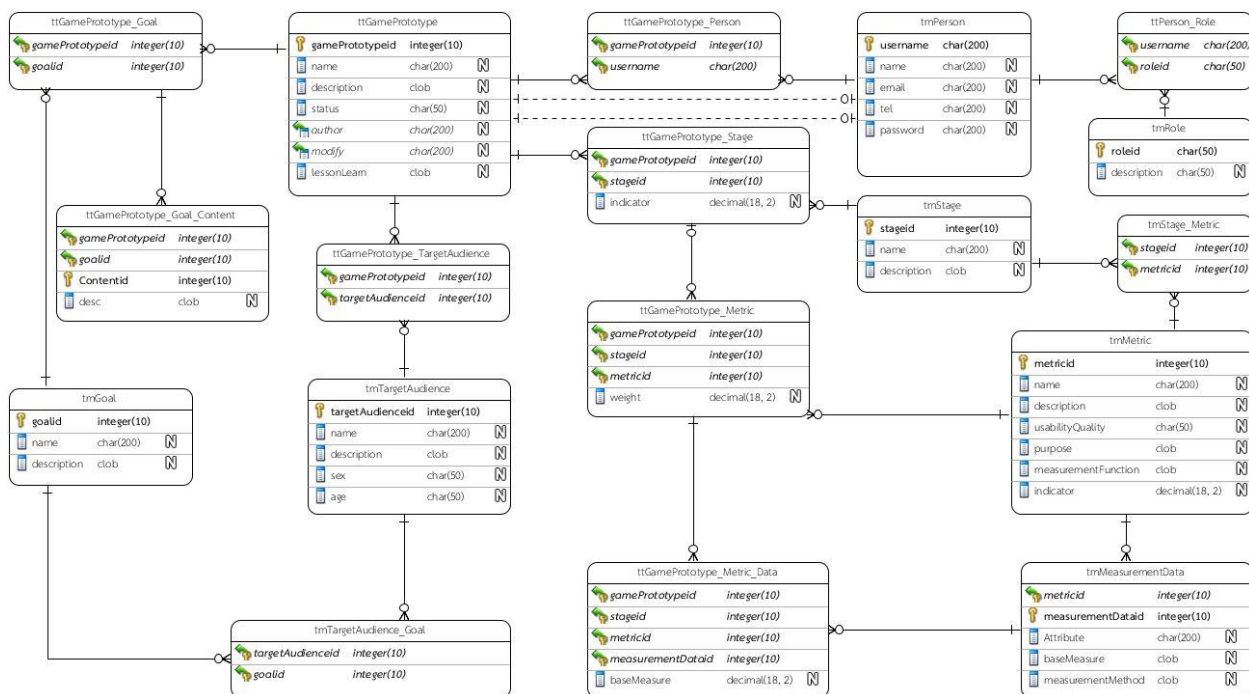 ttGamePrototype_Goal
gamePrototypeid integer(10)
goalid integer(10)
ttGamePrototype
gamePrototypeid integer(10)
name char(200) N
description clob N
status char(50) N
author char(200) N
modify char(200) N
lessonLearn clob N
ttGamePrototype_Person
gamePrototypeid integer(10)
username char(200)
tmPerson
username char(200)
name char(200) N
email char(200) N
tel char(200) N
password char(200) N
ttPerson_Role
username char(200)
roleid char(50)
tmRole
roleid char(50)
description char(50) N
ttGamePrototype_Stage
gamePrototypeid integer(10)
stageid integer(10)
indicator decimal(18, 2) N
tmStage
stageid integer(10)
name char(200) N
description clob N
tmStage_Metric
stageid integer(10)
metricid integer(10)
ttGamePrototype_Goal_Content
gamePrototypeid integer(10)
goalid integer(10)
Contentid integer(10)
desc clob N
ttGamePrototype_TargetAudience
gamePrototypeid integer(10)
targetAudienceid integer(10)
ttGamePrototype_Metric
gamePrototypeid integer(10)
stageid integer(10)
metricid integer(10)
weight decimal(18, 2) N
tmMetric
metricid integer(10)
name char(200) N
description clob N
usabilityQuality char(50) N
purpose clob N
measurementFunction clob N
indicator decimal(18, 2) N
tmGoal
goalid integer(10)
name char(200) N
description clob N
tmTargetAudience
targetAudienceid integer(10)
name char(200) N
description clob N
sex char(50) N
age char(50) N
ttGamePrototype_Metric_Data
gamePrototypeid integer(10)
stageid integer(10)
metricid integer(10)
measurementDataid integer(10)
baseMeasure decimal(18, 2) N
tmMeasurementData
metricid integer(10)
measurementDataid integer(10)
Attribute char(200) N
baseMeasure clob N
measurementMethod clob N
tmTargetAudience_Goal
targetAudienceid integer(10)
goalid integer(10)